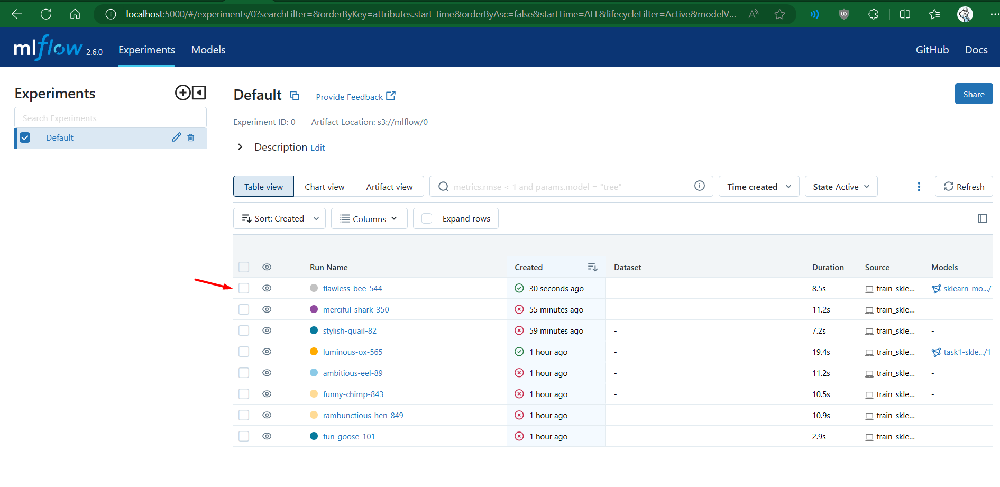 localhost:5000/#/experiments/0?searchFilter=&orderByKey=attributes.start_time&orderByAsc=false&startTime=ALL&lifecycleFilter=Active&modelV...
mlflow 2.6.0 Experiments Models GitHub Docs
Experiments
Search Experiments
Default
Default Provide Feedback Share
Experiment ID: 0 Artifact Location: s3://mlflow/0
Description Edit
Table view Chart view Artifact view metrics.rmse < 1 and params.model = "tree" Time created State Active Refresh
Sort: Created Columns Expand rows
Run Name Created Dataset Duration Source Models
flawless-bee-544 30 seconds ago - 8.5s train_skle... sklearn-mo.../1
merciful-shark-350 55 minutes ago - 11.2s train_skle... -
stylish-quail-82 59 minutes ago - 7.2s train_skle... -
luminous-ox-565 1 hour ago - 19.4s train_skle... task1-skle.../1
ambitious-eel-89 1 hour ago - 11.2s train_skle... -
funny-chimp-843 1 hour ago - 10.5s train_skle... -
rambunctious-hen-849 1 hour ago - 10.9s train_skle... -
fun-goose-101 1 hour ago - 2.9s train_skle... -